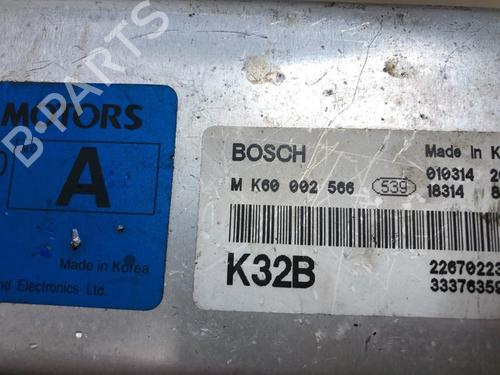 B-PARTS
MOTORS
A
Made in Korea
nd Electronics Ltd.
BOSCH
Made in K
M K60 002 566
539
010314
18314
K32B
22670223
33376359